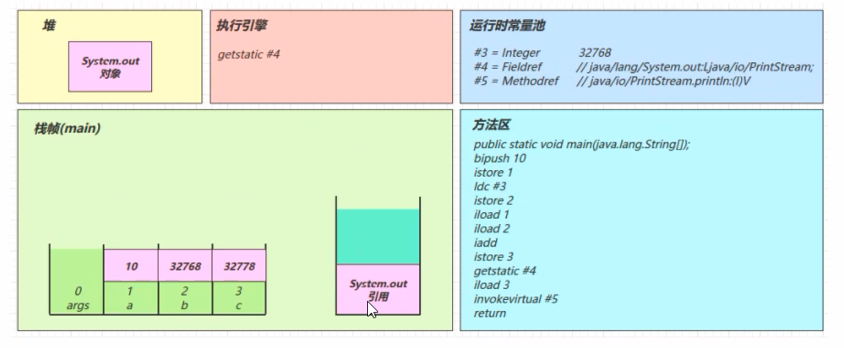 堆
System.out
对象
执行引擎
getstatic #4
运行时常量池
#3 = Integer 32768
#4 = Fieldref // java/lang/System.out:Ljava/io/PrintStream;
#5 = Methodref // java/io/PrintStream.println:(I)V
栈帧(main)
10 32768 32778
0 1 2 3
args a b c
System.out
引用
方法区
public static void main(java.lang.String[]);
bipush 10
istore 1
ldc #3
istore 2
iload 1
iload 2
iadd
istore 3
getstatic #4
iload 3
invokevirtual #5
return